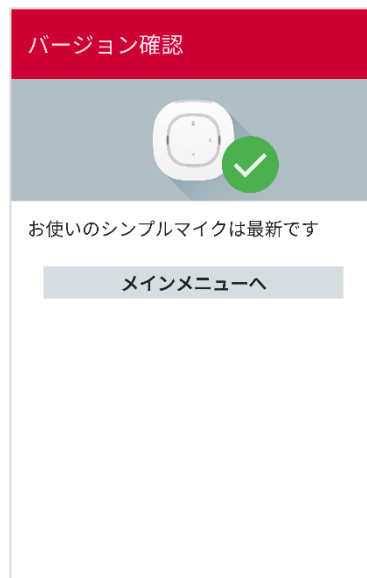 バージョン確認
お使いのシンプルマイクは最新です
メインメニューへ